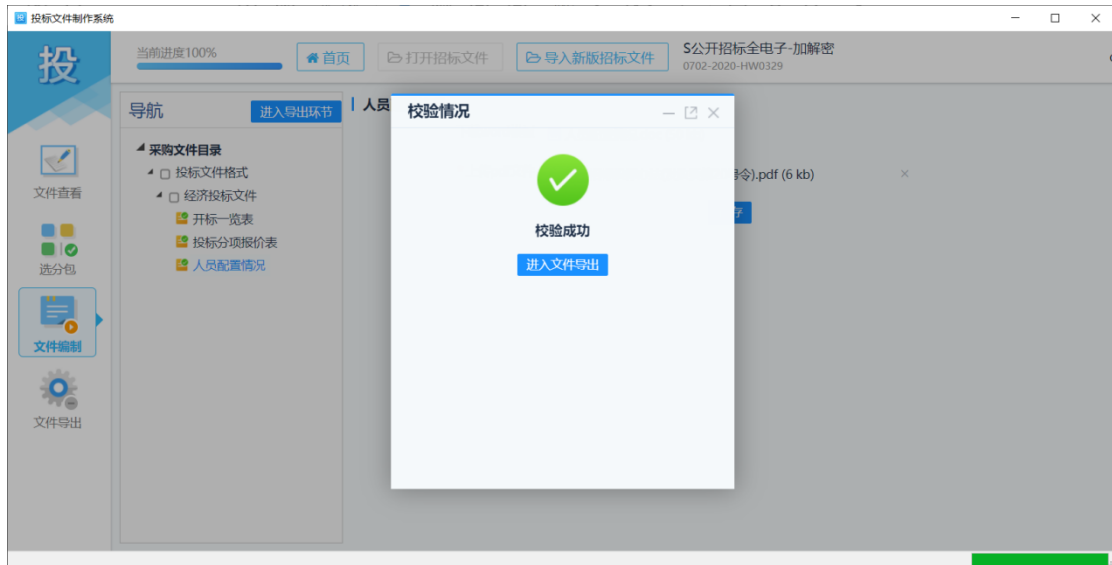 投标文件制作系统
投
当前进度100%
首页
打开招标文件
导入新版招标文件
S公开招标全电子-加解密
0702-2020-HW0329
文件查看
选分包
文件编制
文件导出
导航
进入导出环节
采购文件目录
投标文件格式
经济投标文件
开标一览表
投标分项报价表
人员配置情况
人员
令).pdf (6 kb)
校验情况
校验成功
进入文件导出